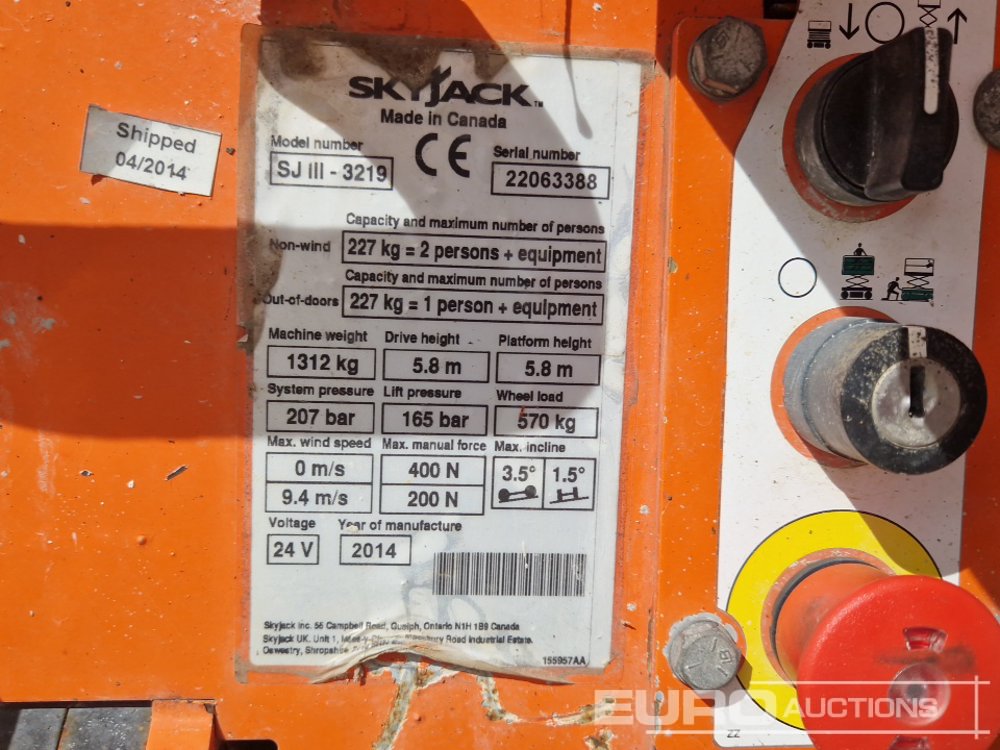 Shipped
04/2014
SKYJACK™
Made in Canada
CE
Model number
SJ III - 3219
Serial number
22063388
Capacity and maximum number of persons
Non-wind 227 kg = 2 persons + equipment
Capacity and maximum number of persons
Out-of-doors 227 kg = 1 person + equipment
Machine weight Drive height Platform height
1312 kg 5.8 m 5.8 m
System pressure Lift pressure Wheel load
207 bar 165 bar 570 kg
Max. wind speed Max. manual force Max. incline
0 m/s 400 N 3.5° 1.5°
9.4 m/s 200 N
Voltage Year of manufacture
24 V 2014
Skyjack Inc. 56 Campbell Road, Guelph, Ontario N1H 1B9 Canada
Skyjack UK. Unit 1, Road Industrial Estate.
Oswestry, Shropshire
155957AA
EURO AUCTIONS
ZZ